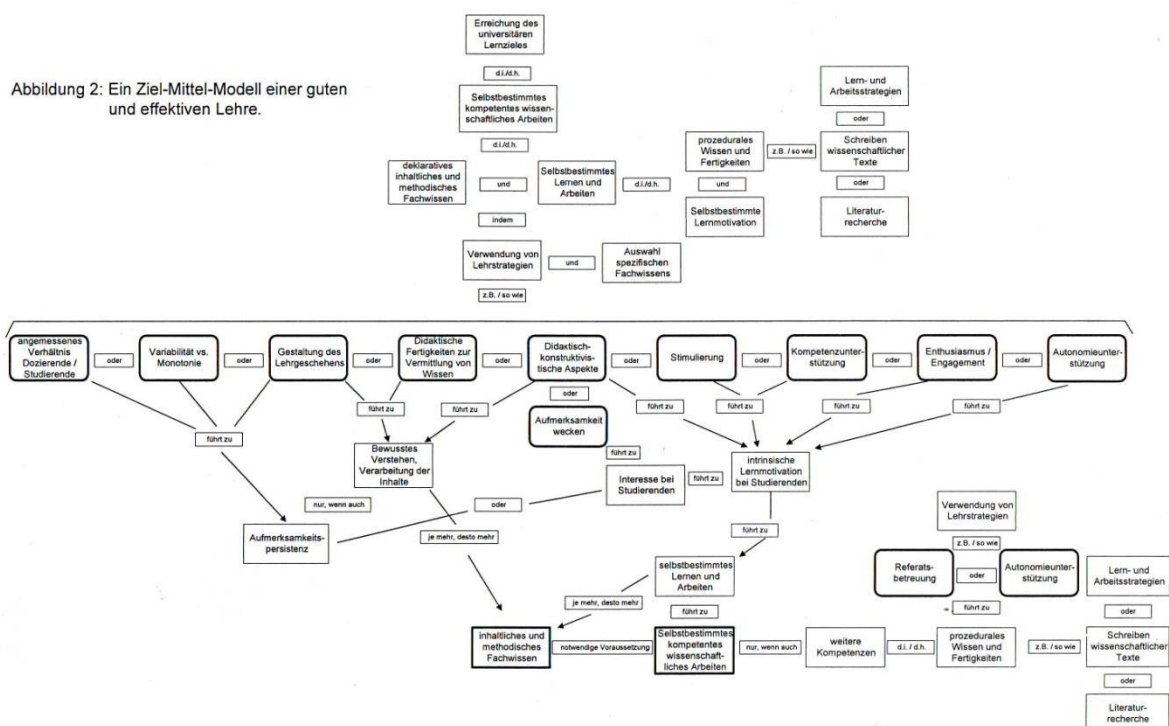 Abbildung 2: Ein Ziel-Mittel-Modell einer guten
und effektiven Lehre.
Erreichung des
universitären
Lernzieles
d.i./d.h.
Selbstbestimmtes
kompetentes wissen-
schaftliches Arbeiten
d.i./d.h.
deklaratives
inhaltliches und
methodisches
Fachwissen
und
Selbstbestimmtes
Lernen und
Arbeiten
d.i./d.h.
prozedurales
Wissen und
Fertigkeiten
und
Selbstbestimmte
Lernmotivation
z.B. / so wie
Lern- und
Arbeitsstrategien
oder
Schreiben
wissenschaftlicher
Texte
oder
Literatur-
recherche
indem
Verwendung von
Lehrstrategien
und
Auswahl
spezifischen
Fachwissens
z.B. / so wie
angemessenes
Verhältnis
Dozierende /
Studierende
oder
Variabilität vs.
Monotonie
oder
Gestaltung des
Lehrgeschehens
oder
Didaktische
Fertigkeiten zur
Vermittlung von
Wissen
oder
Didaktisch-
konstruktivis-
tische Aspekte
oder
Stimulierung
oder
Kompetenzunter-
stützung
oder
Enthusiasmus /
Engagement
oder
Autonomieunter-
stützung
oder
Aufmerksamkeit
wecken
führt zu
führt zu
führt zu
führt zu
führt zu
führt zu
führt zu
führt zu
Bewusstes
Verstehen,
Verarbeitung der
Inhalte
Interesse bei
Studierenden
führt zu
intrinsische
Lernmotivation
bei Studierenden
nur, wenn auch
oder
Aufmerksamkeits-
persistenz
je mehr, desto mehr
führt zu
selbstbestimmtes
Lernen und
Arbeiten
je mehr, desto mehr
führt zu
inhaltliches und
methodisches
Fachwissen
notwendige Voraussetzung
Selbstbestimmtes
kompetentes
wissenschaft-
liches Arbeiten
nur, wenn auch
weitere
Kompetenzen
d.i. / d.h.
Verwendung von
Lehrstrategien
z.B. / so wie
Referats-
betreuung
oder
Autonomieunter-
stützung
führt zu
prozedurales
Wissen und
Fertigkeiten
z.B. / so wie
Lern- und
Arbeitsstrategien
oder
Schreiben
wissenschaftlicher
Texte
oder
Literatur-
recherche